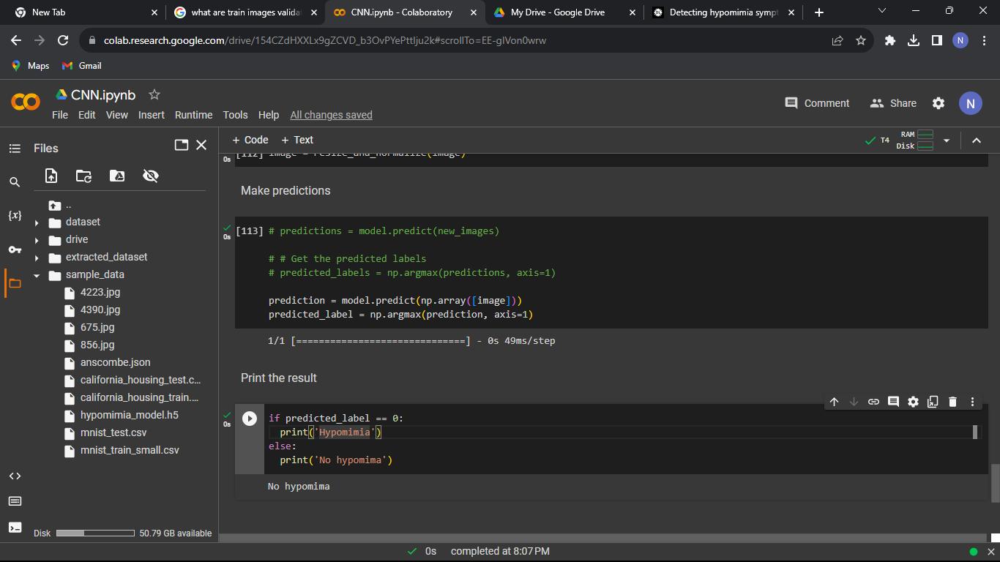 New Tab
what are train images valida
CNN.ipynb - Colaboratory
My Drive - Google Drive
Detecting hypomimia symp
colab.research.google.com/drive/154CZdHXXLx9gZCVD_b3OvPYePttlju2k#scrollTo=EE-glVon0wrw
N
Maps
Gmail
CNN.ipynb
File Edit View Insert Runtime Tools Help All changes saved
Comment
Share
N
Files
+ Code + Text
T4
RAM
Disk
..
dataset
drive
extracted_dataset
sample_data
4223.jpg
4390.jpg
675.jpg
856.jpg
anscombe.json
california_housing_test.c...
california_housing_train....
hypomimia_model.h5
mnist_test.csv
mnist_train_small.csv
Disk
50.79 GB available
{x}
0s
[112] image = resize_and_normalize(image)
Make predictions
0s
[113] # predictions = model.predict(new_images)
# # Get the predicted labels
# predicted_labels = np.argmax(predictions, axis=1)
prediction = model.predict(np.array([image]))
predicted_label = np.argmax(prediction, axis=1)
1/1 [==============================] - 0s 49ms/step
Print the result
0s
if predicted_label == 0:
print('Hypomimia')
else:
print('No hypomima')
No hypomima
0s completed at 8:07 PM